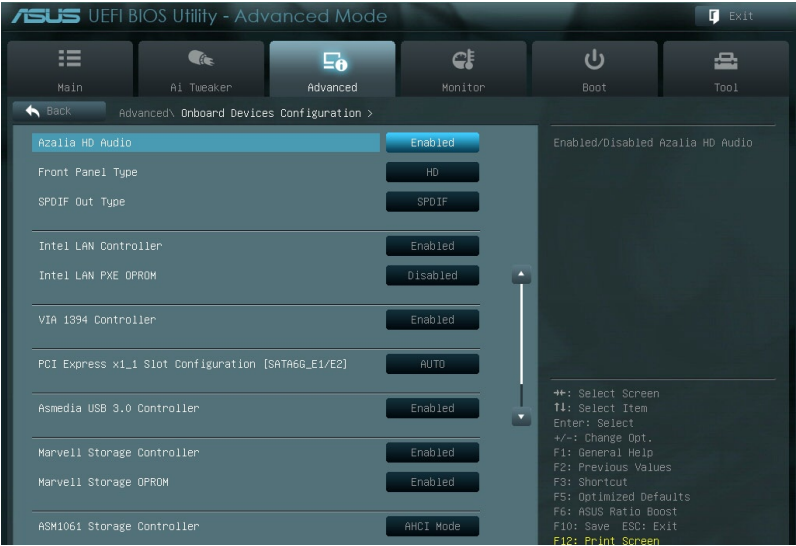 ASUS UEFI BIOS Utility - Advanced Mode
Exit
Main
Ai Tweaker
Advanced
Monitor
Boot
Tool
Back
Advanced\ Onboard Devices Configuration >
Azalia HD Audio Enabled
Front Panel Type HD
SPDIF Out Type SPDIF
Intel LAN Controller Enabled
Intel LAN PXE OPROM Disabled
VIA 1394 Controller Enabled
PCI Express x1_1 Slot Configuration [SATA6G_E1/E2] AUTO
Asmedia USB 3.0 Controller Enabled
Marvell Storage Controller Enabled
Marvell Storage OPROM Enabled
ASM1061 Storage Controller AHCI Mode
Enabled/Disabled Azalia HD Audio
→←: Select Screen
↑↓: Select Item
Enter: Select
+/-: Change Opt.
F1: General Help
F2: Previous Values
F3: Shortcut
F5: Optimized Defaults
F6: ASUS Ratio Boost
F10: Save ESC: Exit
F12: Print Screen